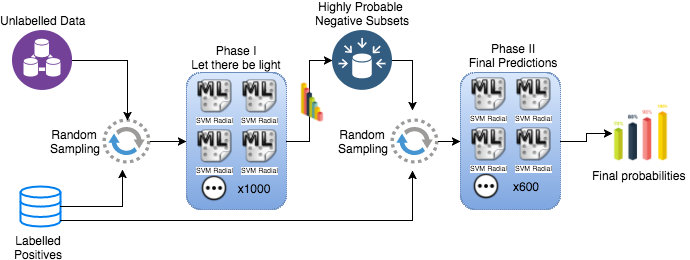 Unlabelled Data
Highly Probable
Negative Subsets
Phase I
Let there be light
Phase II
Final Predictions
ML
ML
SVM Radial
SVM Radial
ML
ML
SVM Radial
SVM Radial
x1000
Random
Sampling
Random
Sampling
ML
ML
SVM Radial
SVM Radial
ML
ML
SVM Radial
SVM Radial
x600
Final probabilities
Labelled
Positives